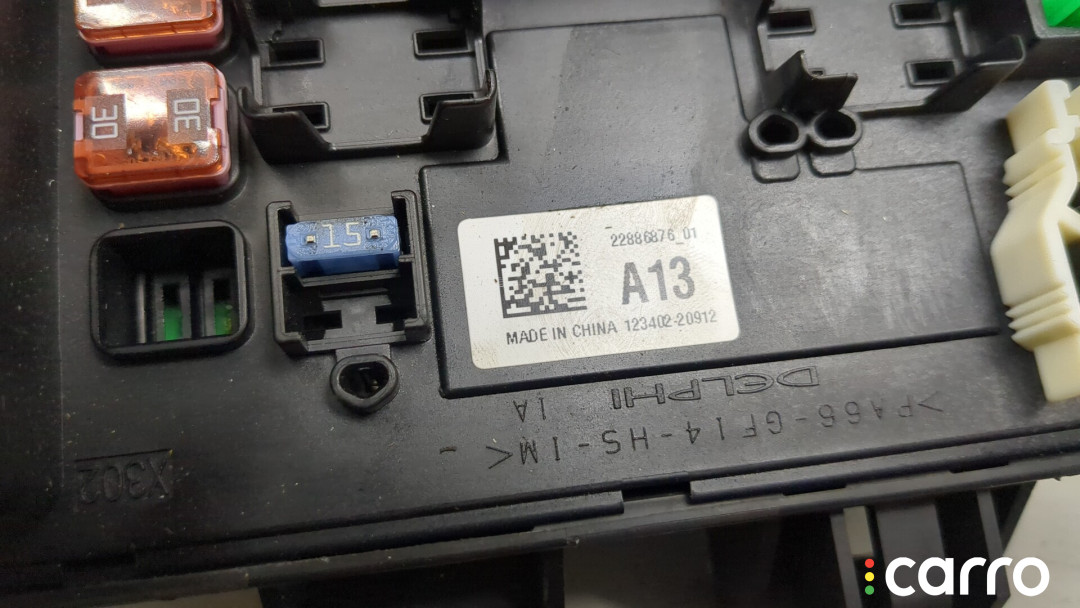 30
30
15
22886876_01
A13
MADE IN CHINA 123402-20912
DELPHI
1A
>PA66-GF14-HS-IM<
X302
carro